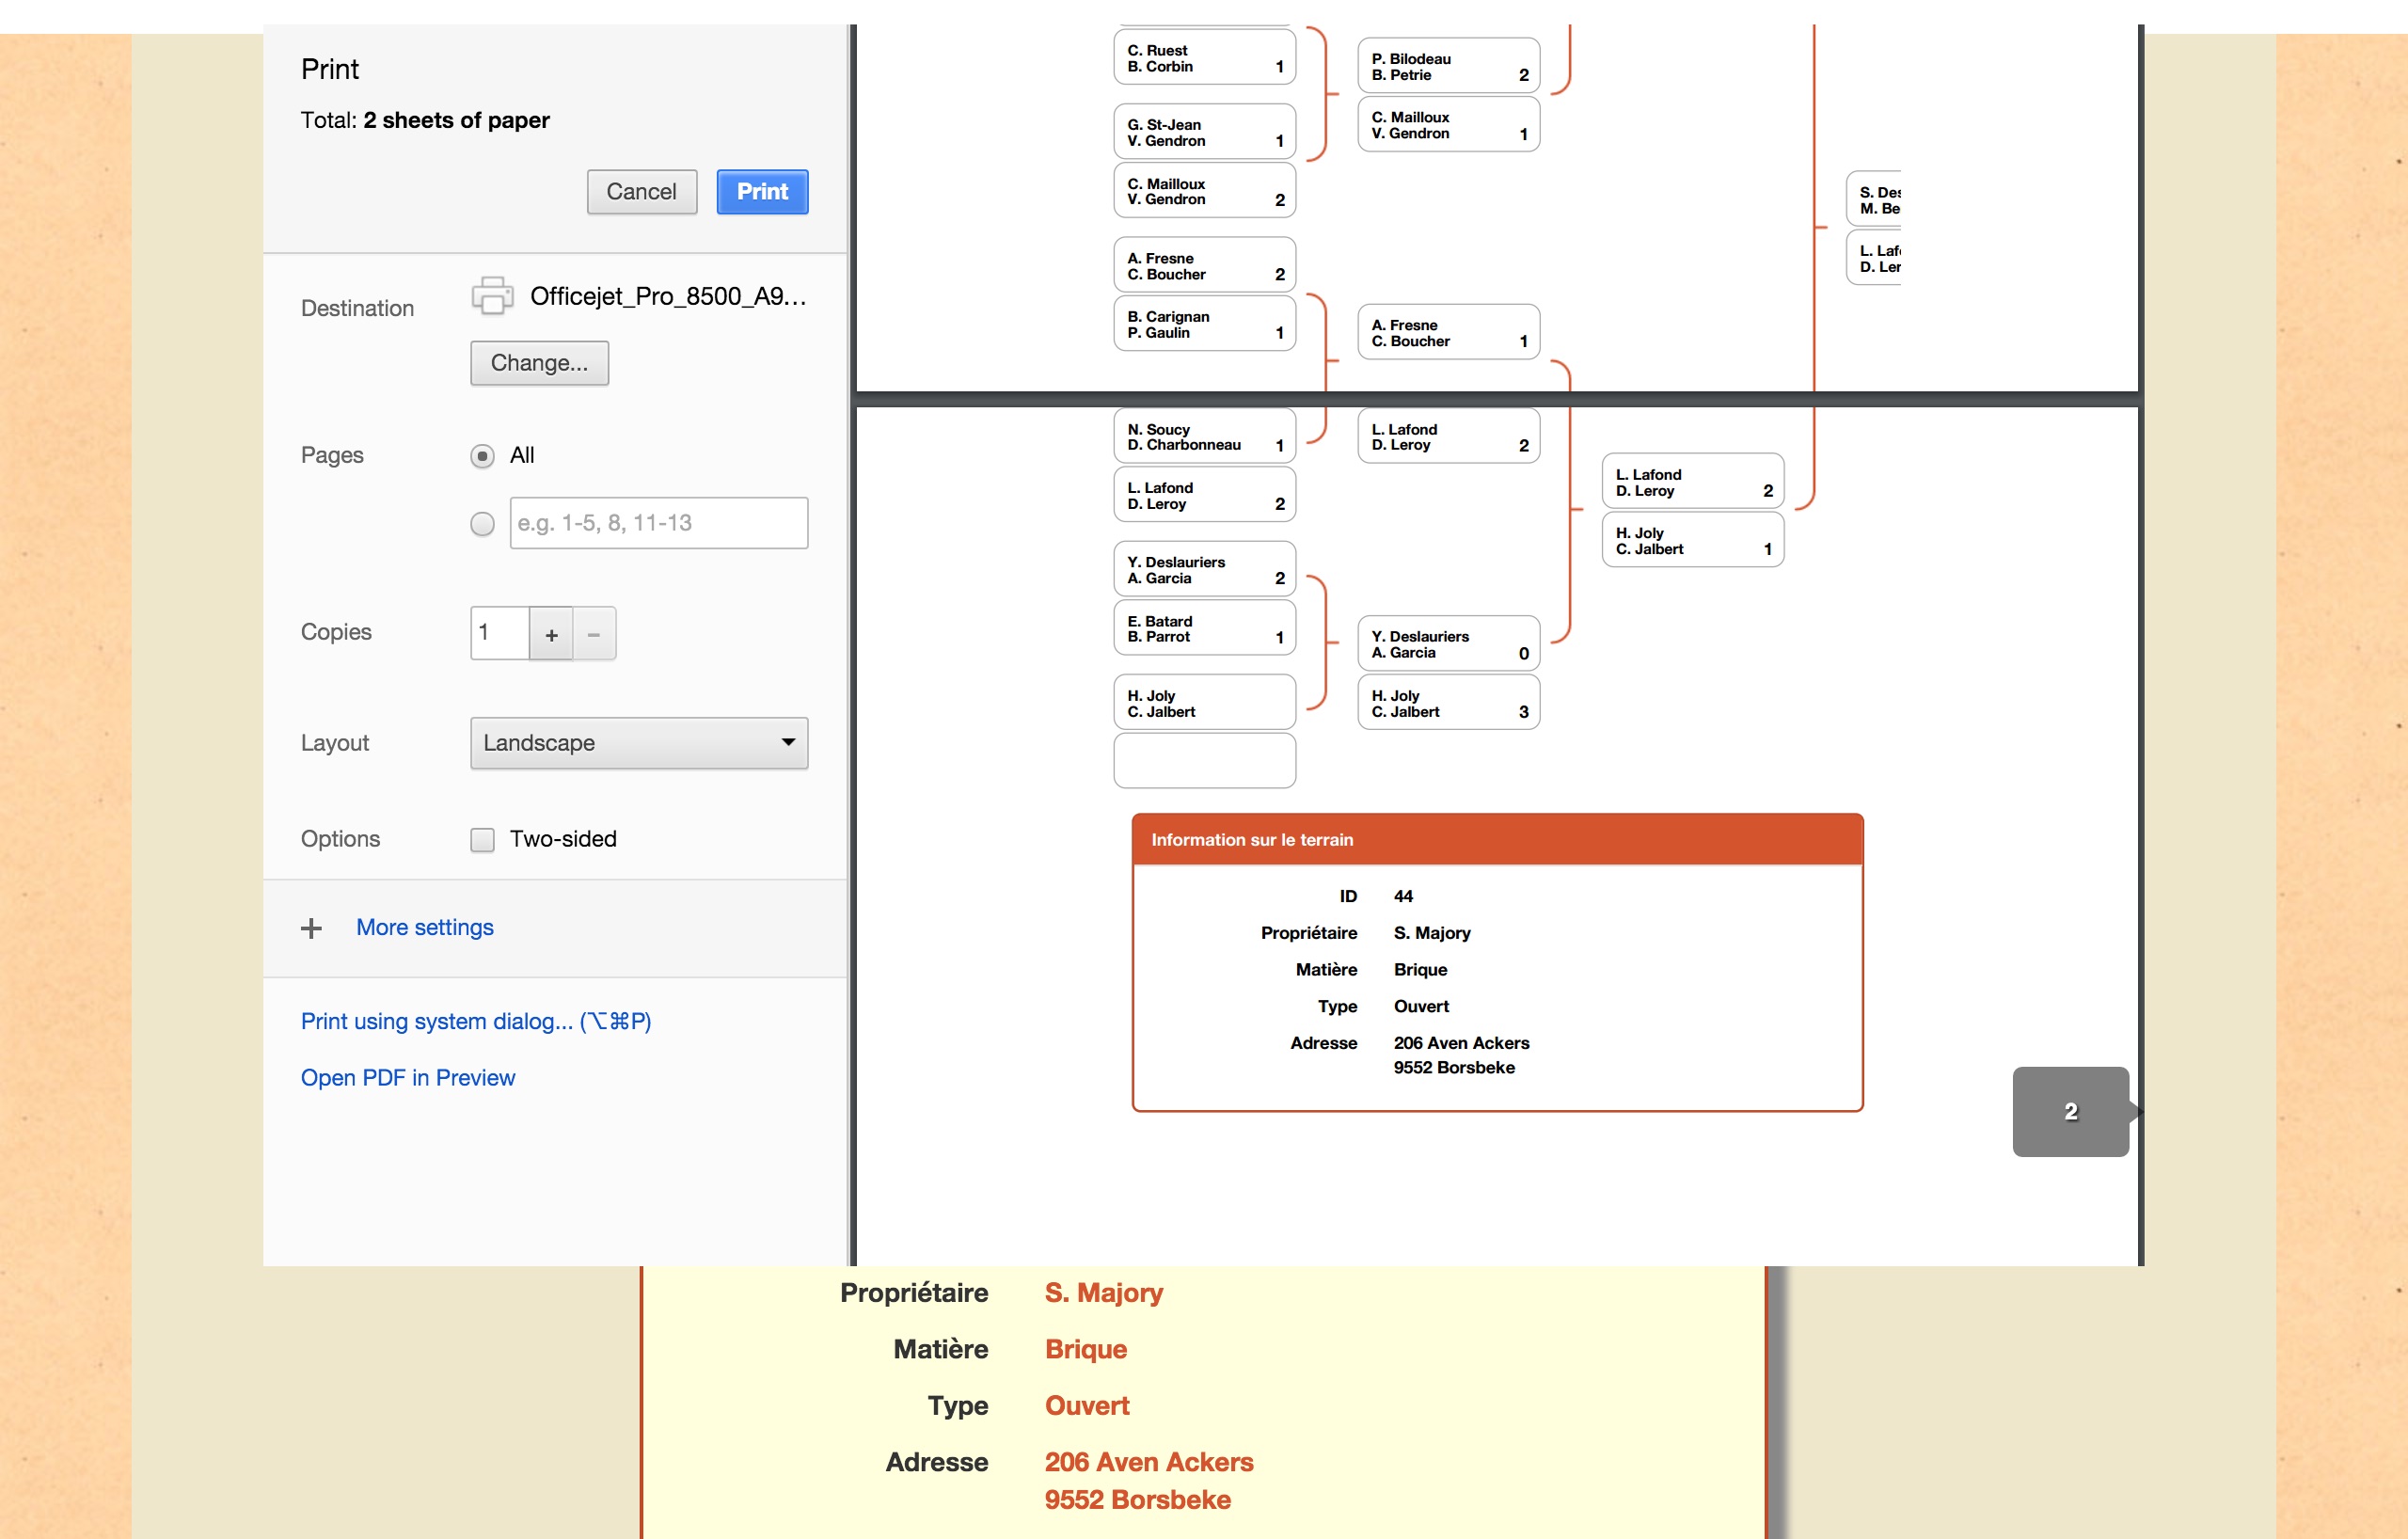 Print
Total: 2 sheets of paper
Cancel
Print
Destination
Officejet_Pro_8500_A9...
Change...
Pages
All
e.g. 1-5, 8, 11-13
Copies
1
+
−
Layout
Landscape
Options
Two-sided
+ More settings
Print using system dialog... (⌥⌘P)
Open PDF in Preview
C. Ruest
B. Corbin 1
G. St-Jean
V. Gendron 1
C. Mailloux
V. Gendron 2
A. Fresne
C. Boucher 2
B. Carignan
P. Gaulin 1
P. Bilodeau
B. Petrie 2
C. Mailloux
V. Gendron 1
A. Fresne
C. Boucher 1
S. Des
M. Be
L. Laf
D. Ler
N. Soucy
D. Charbonneau 1
L. Lafond
D. Leroy 2
Y. Deslauriers
A. Garcia 2
E. Batard
B. Parrot 1
H. Joly
C. Jalbert
L. Lafond
D. Leroy 2
Y. Deslauriers
A. Garcia 0
H. Joly
C. Jalbert 3
L. Lafond
D. Leroy 2
H. Joly
C. Jalbert 1
Information sur le terrain
ID 44
Propriétaire S. Majory
Matière Brique
Type Ouvert
Adresse 206 Aven Ackers
9552 Borsbeke
2
Propriétaire S. Majory
Matière Brique
Type Ouvert
Adresse 206 Aven Ackers
9552 Borsbeke